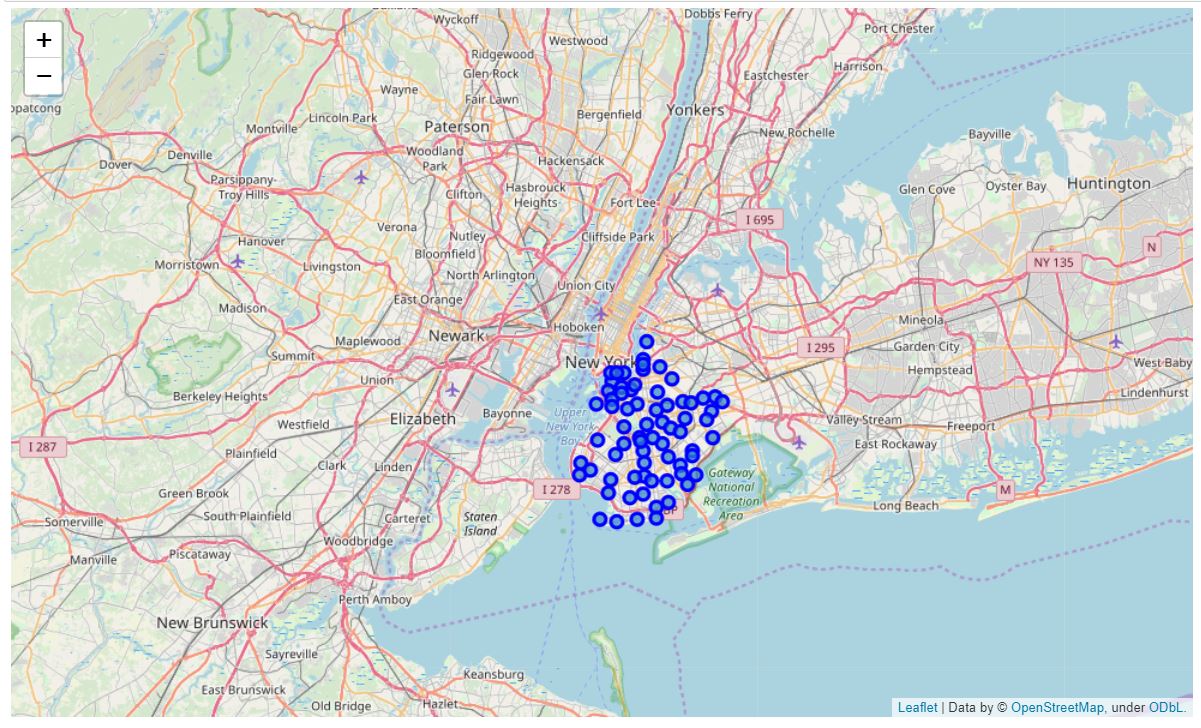 +
−
Wyckoff
Dobbs Ferry
Port Chester
Ridgewood
Westwood
Harrison
Glen Rock
Eastchester
opatcong
Wayne
Fair Lawn
Bergenfield
Yonkers
Lincoln Park
Montville
Paterson
New Rochelle
Bayville
Denville
Dover
Woodland
Park
Hackensack
Parsippany-
Troy Hills
Clifton
Hasbrouck
Heights
Fort Lee
Glen Cove
Oyster Bay
Huntington
I 695
Verona
Nutley
Cliffside Park
Hanover
Bloomfield
N
Morristown
Livingston
North Arlington
NY 135
Union City
East Orange
Madison
Hoboken
Mineola
Maplewood
Newark
Summit
New York
I 295
Garden City
Hempstead
West Baby
Union
Berkeley Heights
Lindenhurst
Elizabeth
Bayonne
Upper
New York
Bay
Westfield
Valley Stream
Freeport
I 287
East Rockaway
Plainfield
Clark
Linden
Gateway
National
Recreation
Area
I 278
M
Green Brook
Carteret
South Plainfield
Staten
Island
Long Beach
Somerville
Woodbridge
Piscataway
Manville
Perth Amboy
New Brunswick
Sayreville
Keansburg
East Brunswick
Old Bridge
Hazlet
Leaflet | Data by © OpenStreetMap, under ODbL.